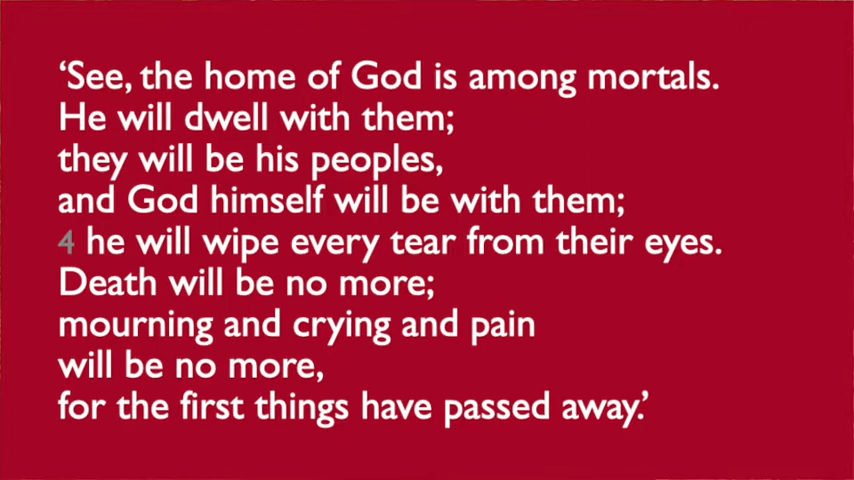 ‘See, the home of God is among mortals.
He will dwell with them;
they will be his peoples,
and God himself will be with them;
4 he will wipe every tear from their eyes.
Death will be no more;
mourning and crying and pain
will be no more,
for the first things have passed away.’